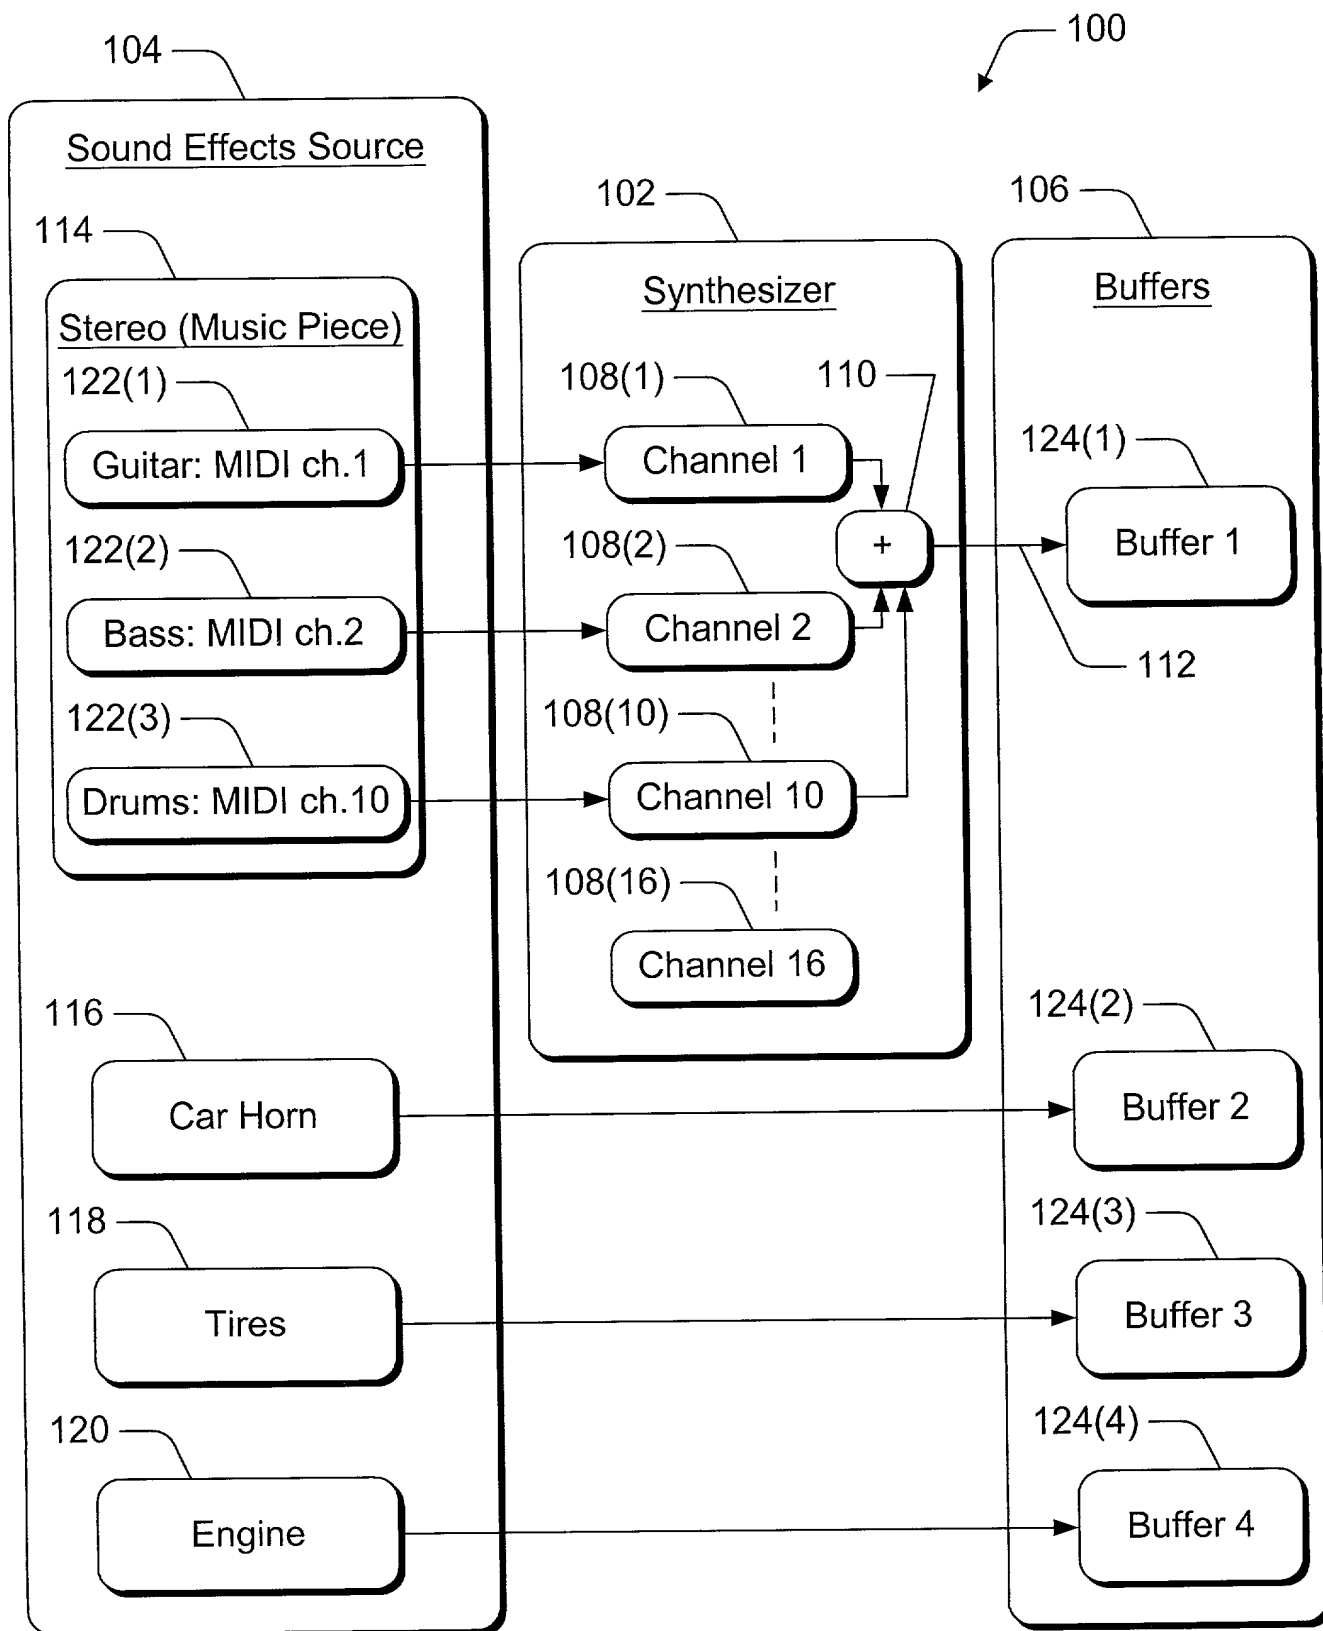 100
104
Sound Effects Source
102
106
114
Synthesizer
Buffers
Stereo (Music Piece)
122(1)
108(1)
110
124(1)
Guitar: MIDI ch.1
Channel 1
122(2)
108(2)
+
Buffer 1
Bass: MIDI ch.2
Channel 2
112
122(3)
108(10)
Drums: MIDI ch.10
Channel 10
108(16)
Channel 16
116
124(2)
Car Horn
Buffer 2
118
124(3)
Tires
Buffer 3
120
124(4)
Engine
Buffer 4